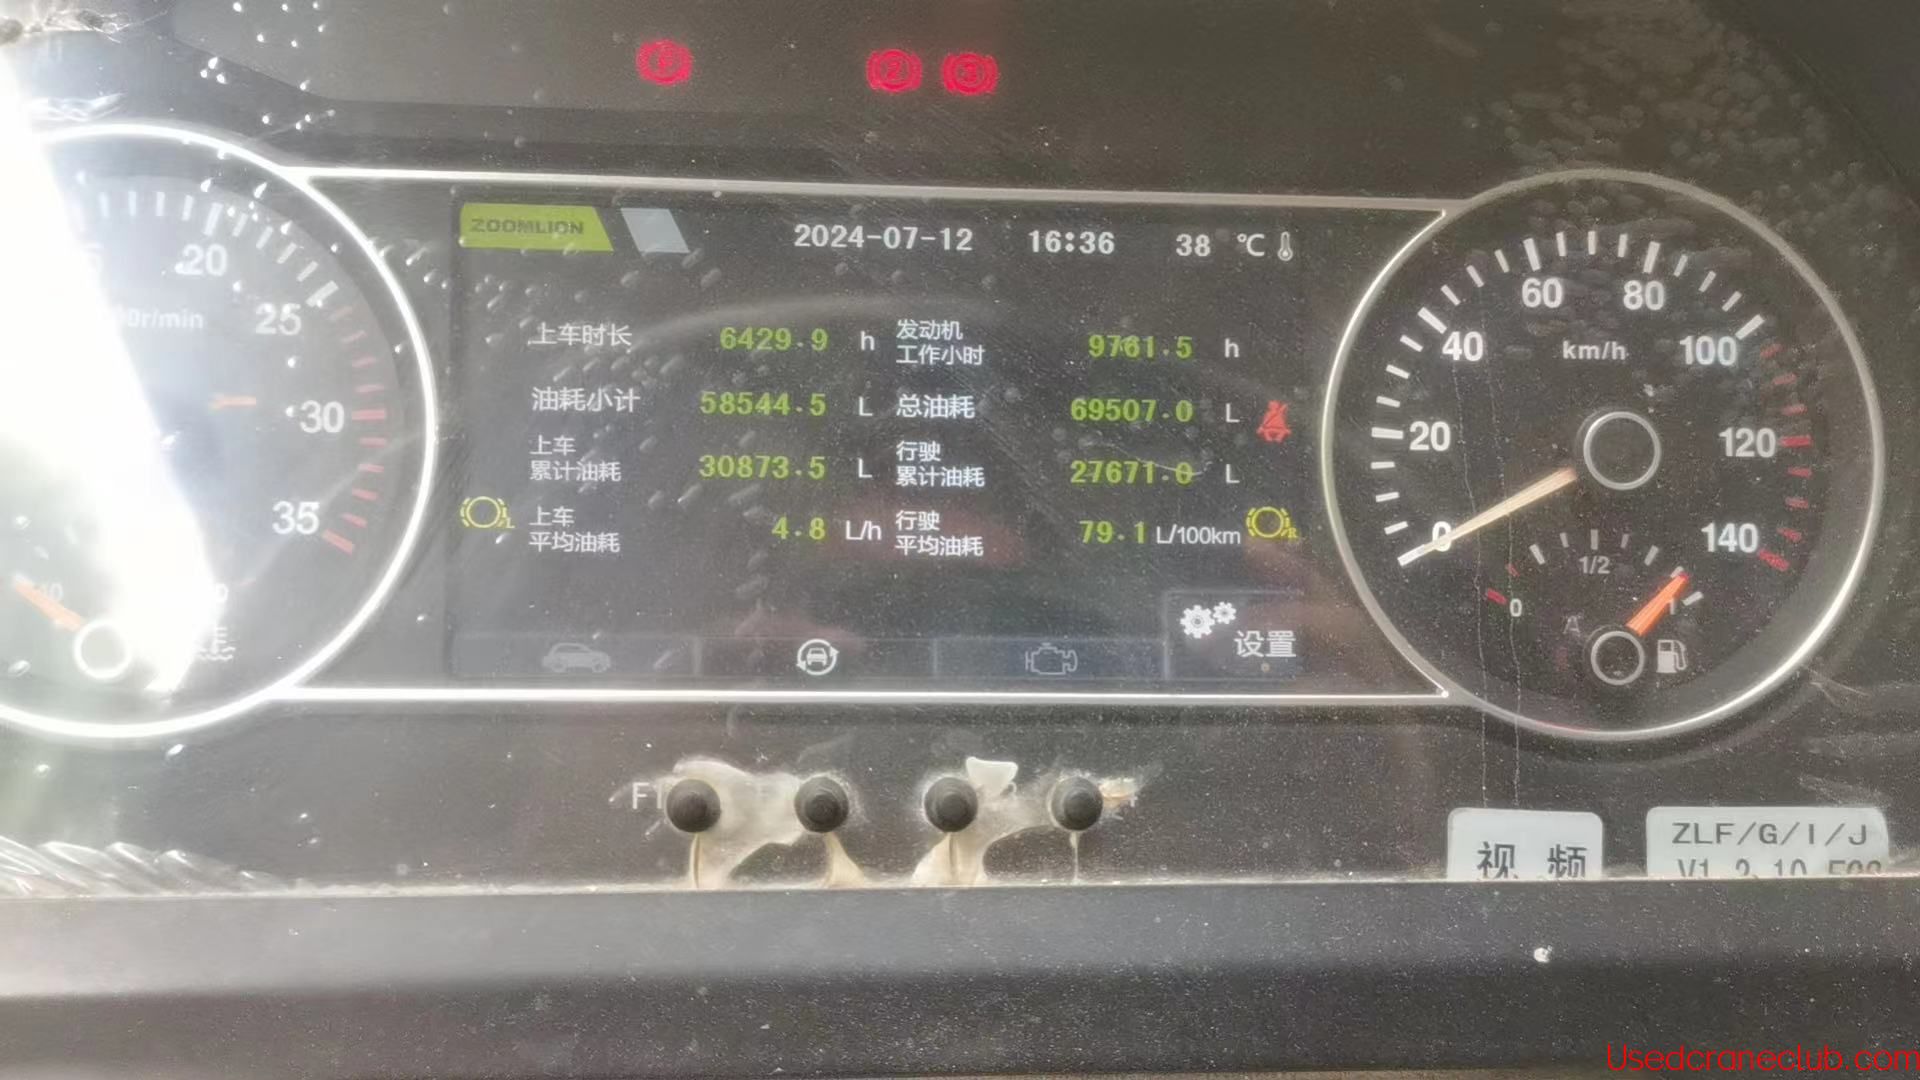 P
2
3
ZOOMLION
2024-07-12 16:36 38 ℃
上车时长 6429.9 h
发动机
工作小时 9761.5 h
油耗小计 58544.5 L
总油耗 69507.0 L
上车
累计油耗 30873.5 L
行驶
累计油耗 27671.0 L
上车
平均油耗 4.8 L/h
行驶
平均油耗 79.1 L/100km
设置
20
25
30
35
r/min
0
20
40
60
80
100
120
140
km/h
0
1/2
1
视 频
ZLF/G/I/J
Usedcraneclub.com